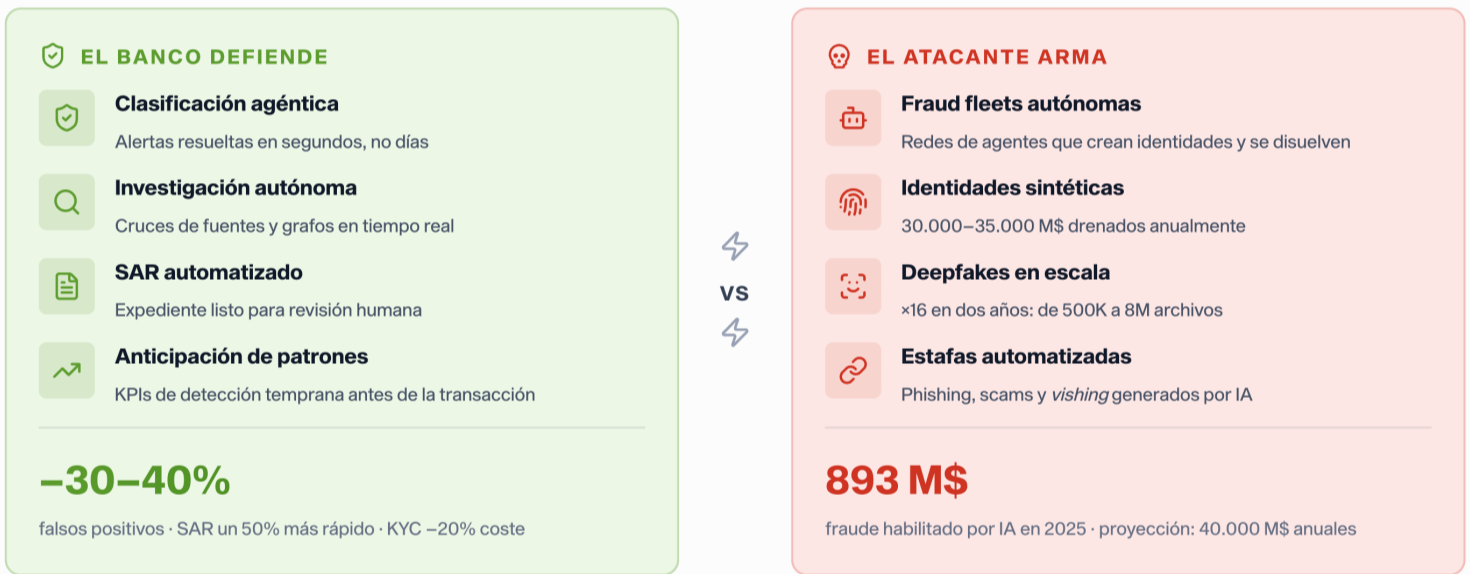 EL BANCO DEFIENDE
Clasificación agéntica
Alertas resueltas en segundos, no días
Investigación autónoma
Cruces de fuentes y grafos en tiempo real
SAR automatizado
Expediente listo para revisión humana
Anticipación de patrones
KPIs de detección temprana antes de la transacción
–30–40%
falsos positivos · SAR un 50% más rápido · KYC –20% coste
VS
EL ATACANTE ARMA
Fraud fleets autónomas
Redes de agentes que crean identidades y se disuelven
Identidades sintéticas
30.000–35.000 M$ drenados anualmente
Deepfakes en escala
×16 en dos años: de 500K a 8M archivos
Estafas automatizadas
Phishing, scams y vishing generados por IA
893 M$
fraude habilitado por IA en 2025 · proyección: 40.000 M$ anuales